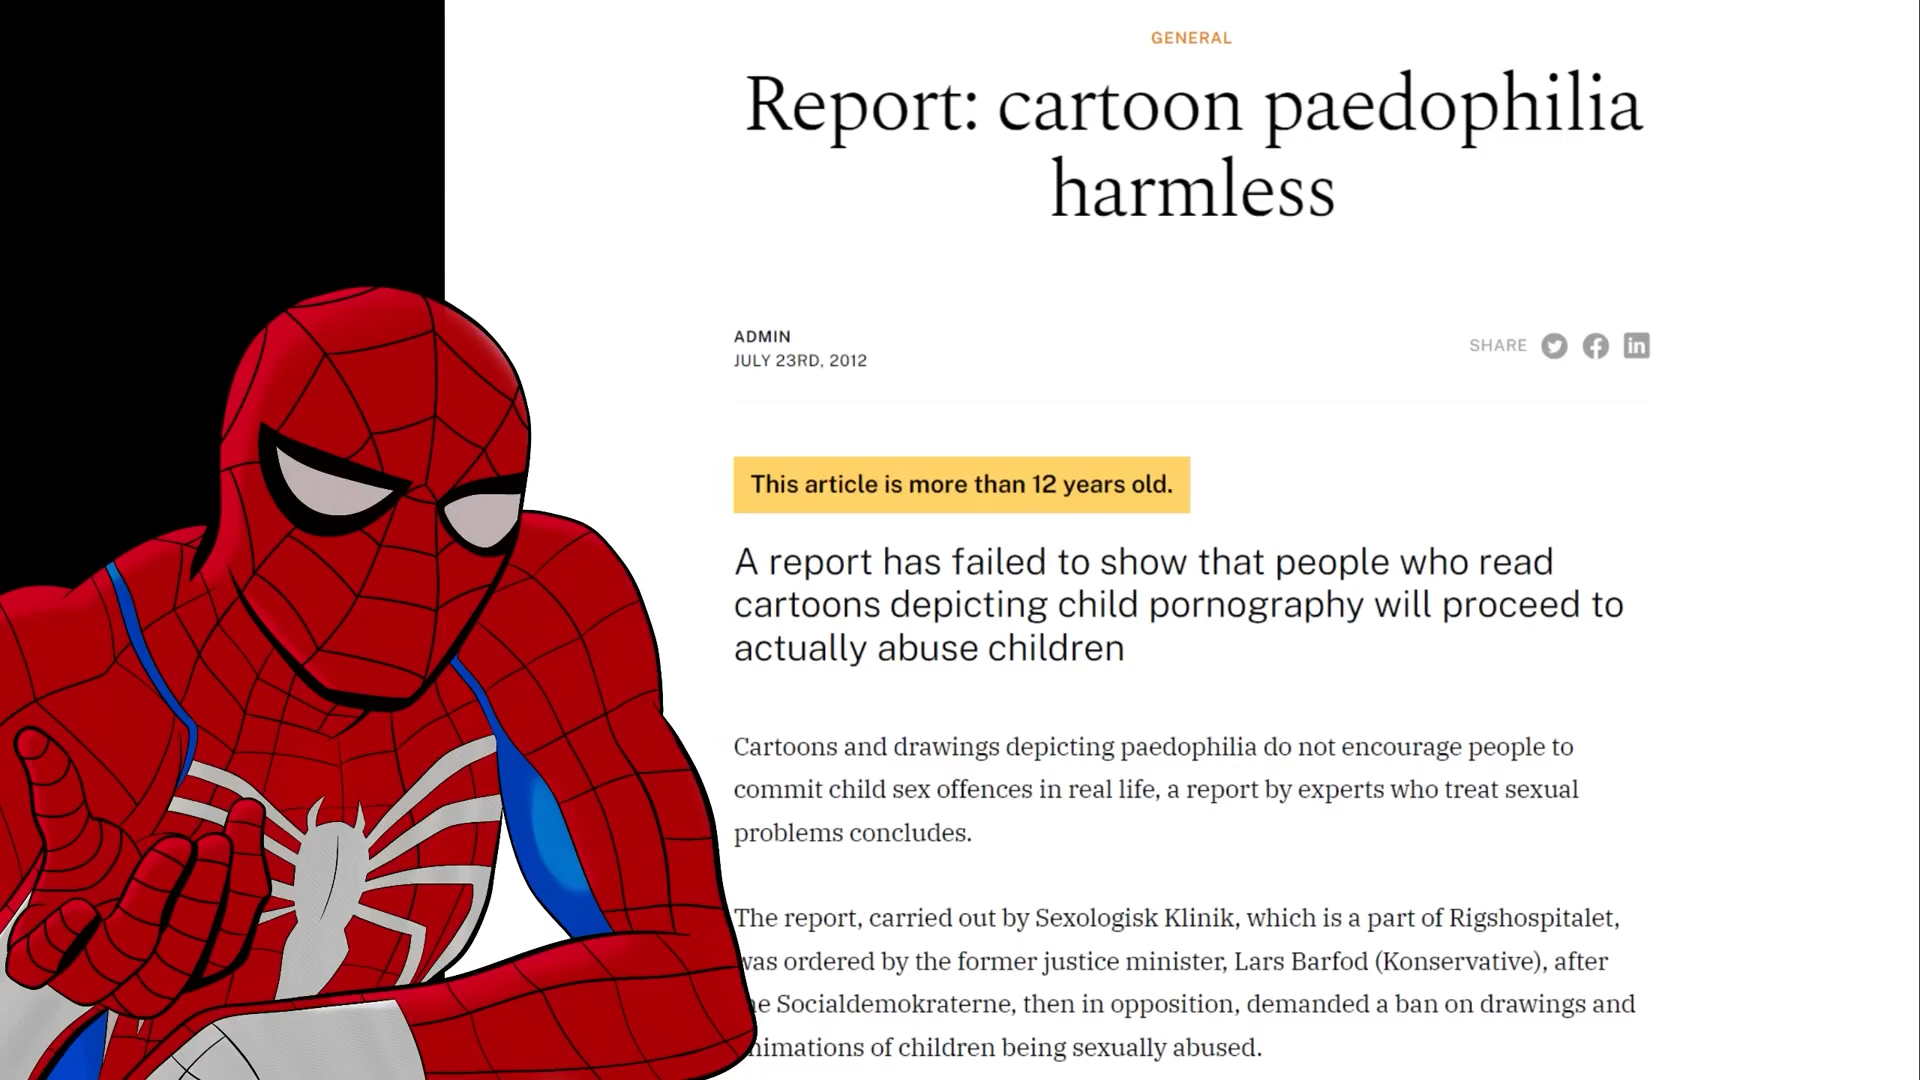 GENERAL
Report: cartoon paedophilia
harmless
ADMIN
JULY 23RD, 2012
SHARE
This article is more than 12 years old.
A report has failed to show that people who read
cartoons depicting child pornography will proceed to
actually abuse children
Cartoons and drawings depicting paedophilia do not encourage people to
commit child sex offences in real life, a report by experts who treat sexual
problems concludes.
The report, carried out by Sexologisk Klinik, which is a part of Rigshospitalet,
was ordered by the former justice minister, Lars Barfod (Konservative), after
the Socialdemokraterne, then in opposition, demanded a ban on drawings and
animations of children being sexually abused.